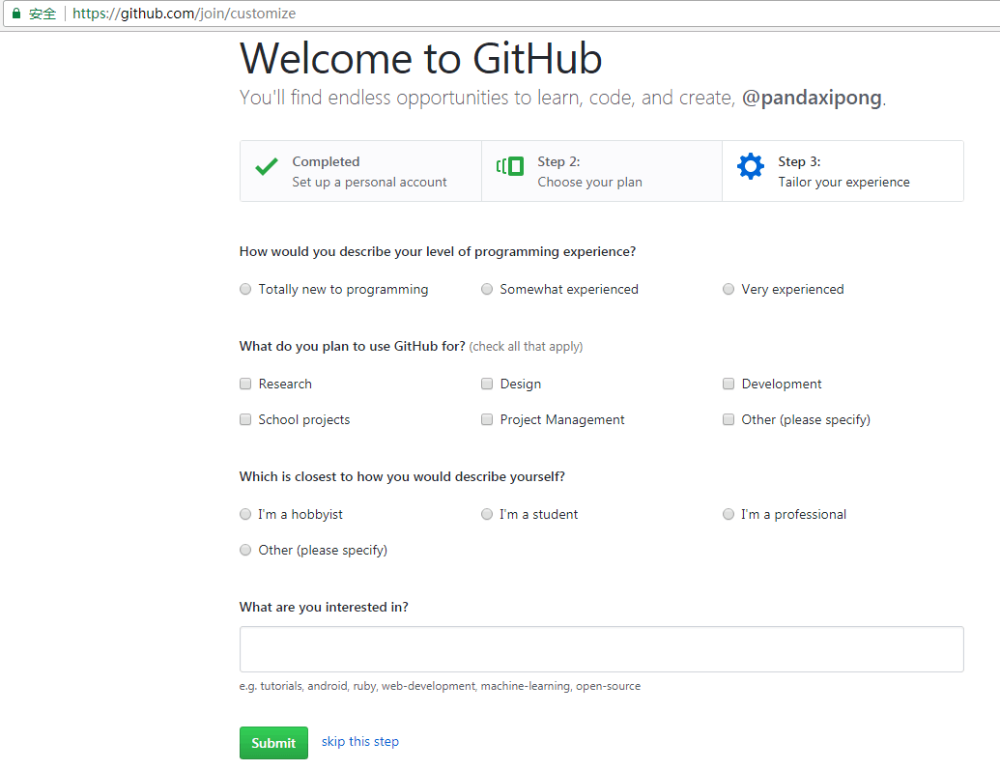 安全 https://github.com/join/customize
Welcome to GitHub
You'll find endless opportunities to learn, code, and create, @pandaxipong.
Completed
Set up a personal account
Step 2:
Choose your plan
Step 3:
Tailor your experience
How would you describe your level of programming experience?
Totally new to programming Somewhat experienced Very experienced
What do you plan to use GitHub for? (check all that apply)
Research Design Development
School projects Project Management Other (please specify)
Which is closest to how you would describe yourself?
I'm a hobbyist I'm a student I'm a professional
Other (please specify)
What are you interested in?
e.g. tutorials, android, ruby, web-development, machine-learning, open-source
Submit skip this step